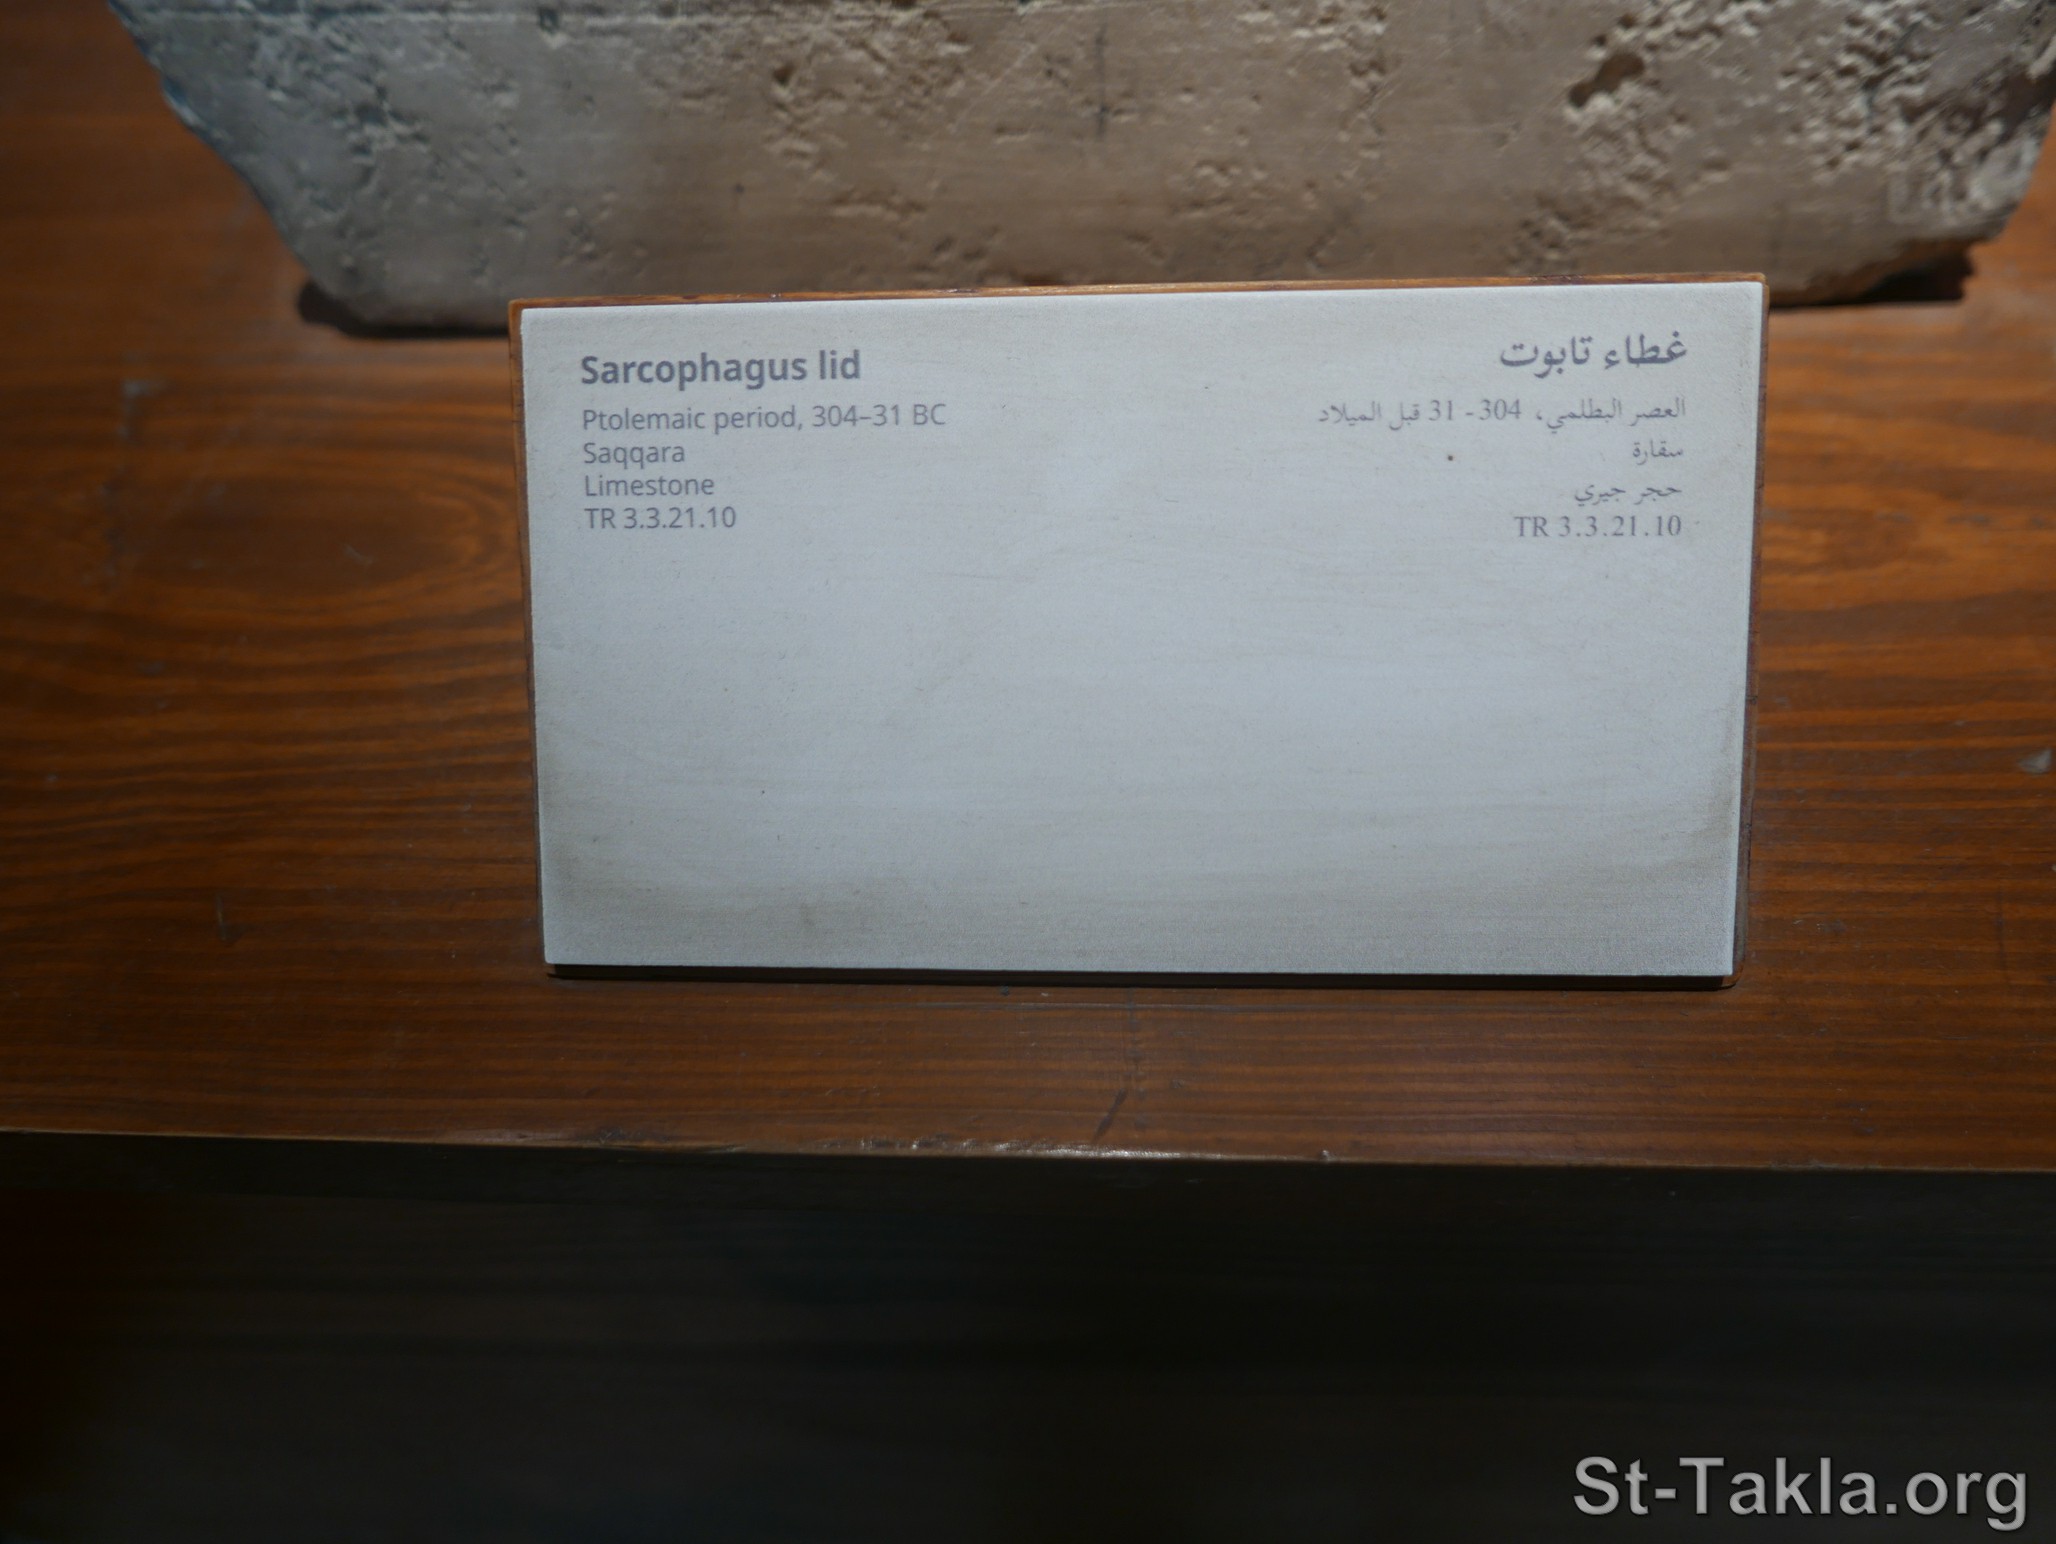 Sarcophagus lid
Ptolemaic period, 304–31 BC
Saqqara
Limestone
TR 3.3.21.10
غطاء تابوت
العصر البطلمي، 304 - 31 قبل الميلاد
سقارة
حجر جيري
TR 3.3.21.10
St-Takla.org